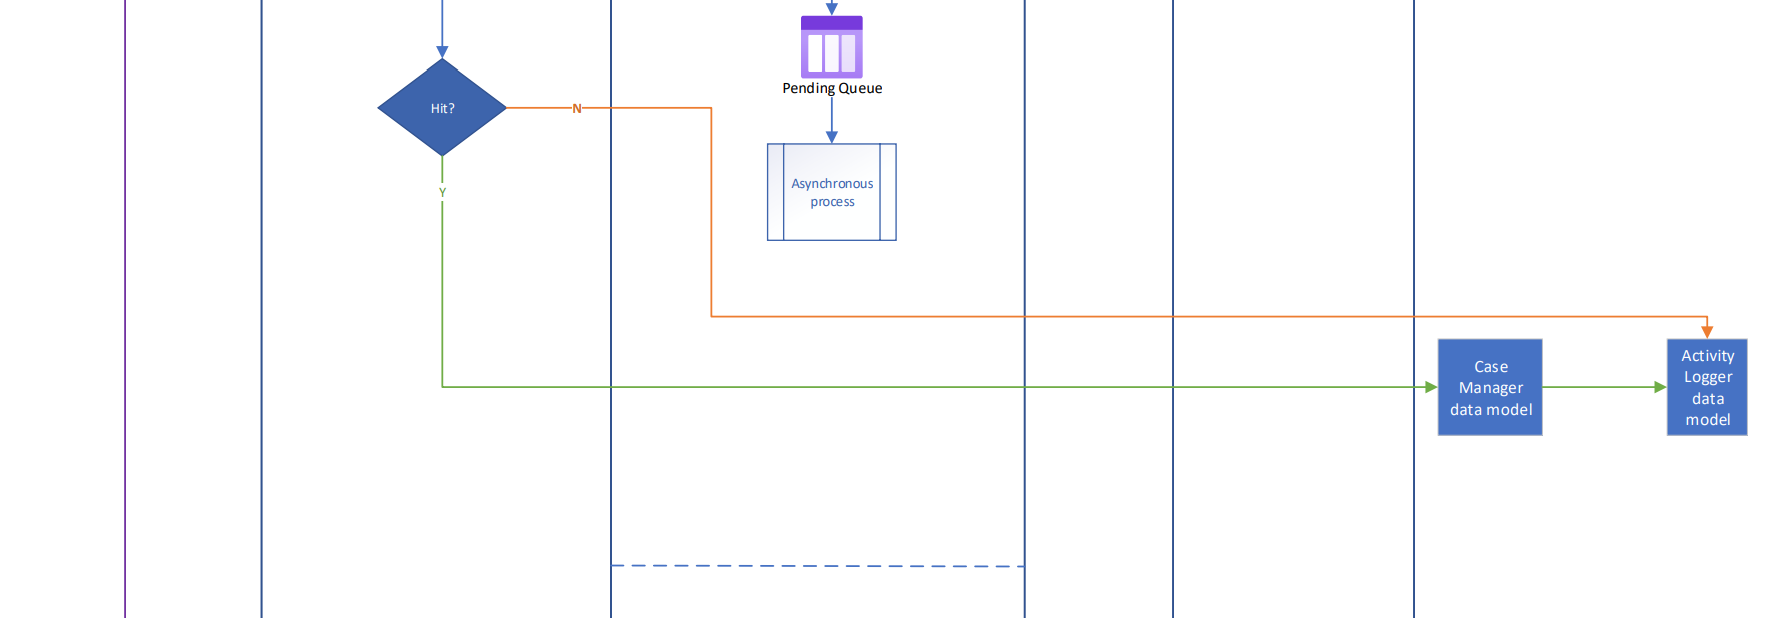 Pending Queue
Hit?
N
Asynchronous
process
Y
Case
Manager
data model
Activity
Logger
data
model